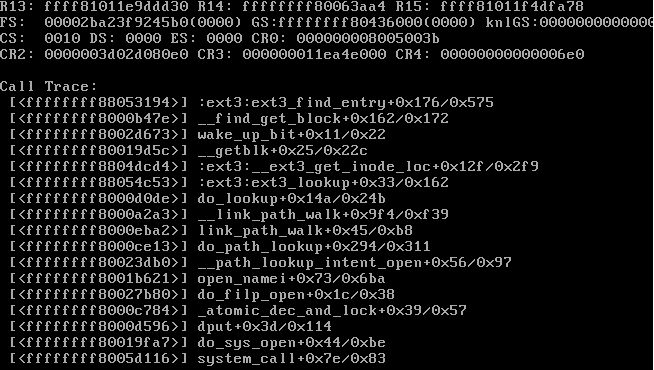 R13: ffff81011e9ddd30 R14: ffffffff80063aa4 R15: ffff81011f4dfa78
FS:  00002ba23f9245b0(0000) GS:ffffffff80436000(0000) knlGS:0000000000000
CS:  0010 DS: 0000 ES: 0000 CR0: 000000008005003b
CR2: 0000003d02d080e0 CR3: 000000011ea4e000 CR4: 00000000000006e0
Call Trace:
[<ffffffff88053194>] :ext3:ext3_find_entry+0x176/0x575
[<ffffffff8000b47e>] __find_get_block+0x162/0x172
[<ffffffff8002d673>] wake_up_bit+0x11/0x22
[<ffffffff80019d5c>] __getblk+0x25/0x22c
[<ffffffff8804dcd4>] :ext3:__ext3_get_inode_loc+0x12f/0x2f9
[<ffffffff88054c53>] :ext3:ext3_lookup+0x33/0x162
[<ffffffff8000d0de>] do_lookup+0x14a/0x24b
[<ffffffff8000a2a3>] __link_path_walk+0x9f4/0xf39
[<ffffffff8000eba2>] link_path_walk+0x45/0xb8
[<ffffffff8000ce13>] do_path_lookup+0x294/0x311
[<ffffffff80023db0>] __path_lookup_intent_open+0x56/0x97
[<ffffffff8001b621>] open_namei+0x73/0x6ba
[<ffffffff80027b80>] do_filp_open+0x1c/0x38
[<ffffffff8000c784>] _atomic_dec_and_lock+0x39/0x57
[<ffffffff8000d596>] dput+0x3d/0x114
[<ffffffff80019fa7>] do_sys_open+0x44/0xbe
[<ffffffff8005d116>] system_call+0x7e/0x83